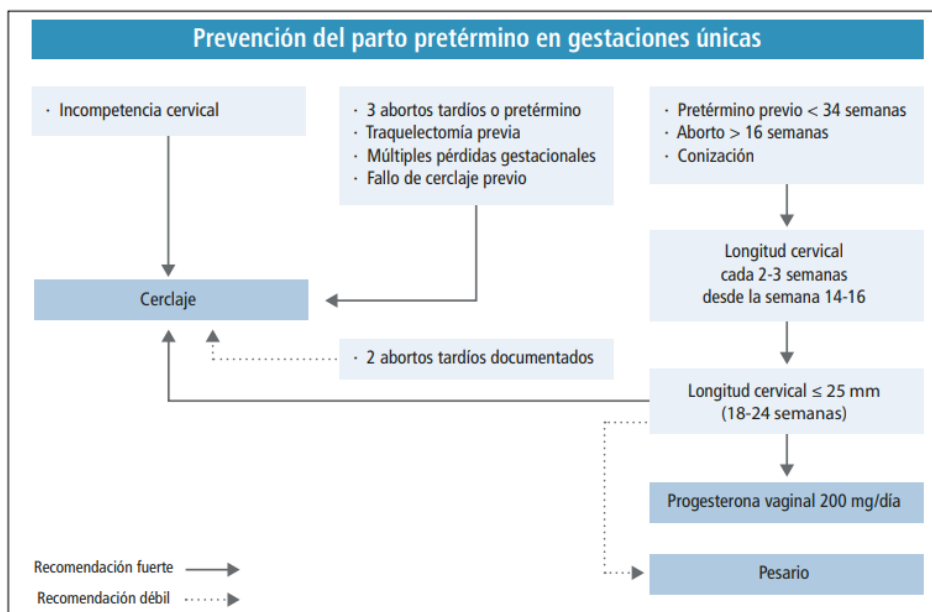 Prevención del parto pretérmino en gestaciones únicas
· Incompetencia cervical
· 3 abortos tardíos o pretérmino
· Traquelectomía previa
· Múltiples pérdidas gestacionales
· Fallo de cerclaje previo
· Pretérmino previo < 34 semanas
· Aborto > 16 semanas
· Conización
Longitud cervical
cada 2-3 semanas
desde la semana 14-16
Cerclaje
· 2 abortos tardíos documentados
Longitud cervical ≤ 25 mm
(18-24 semanas)
Progesterona vaginal 200 mg/día
Pesario
Recomendación fuerte
Recomendación débil